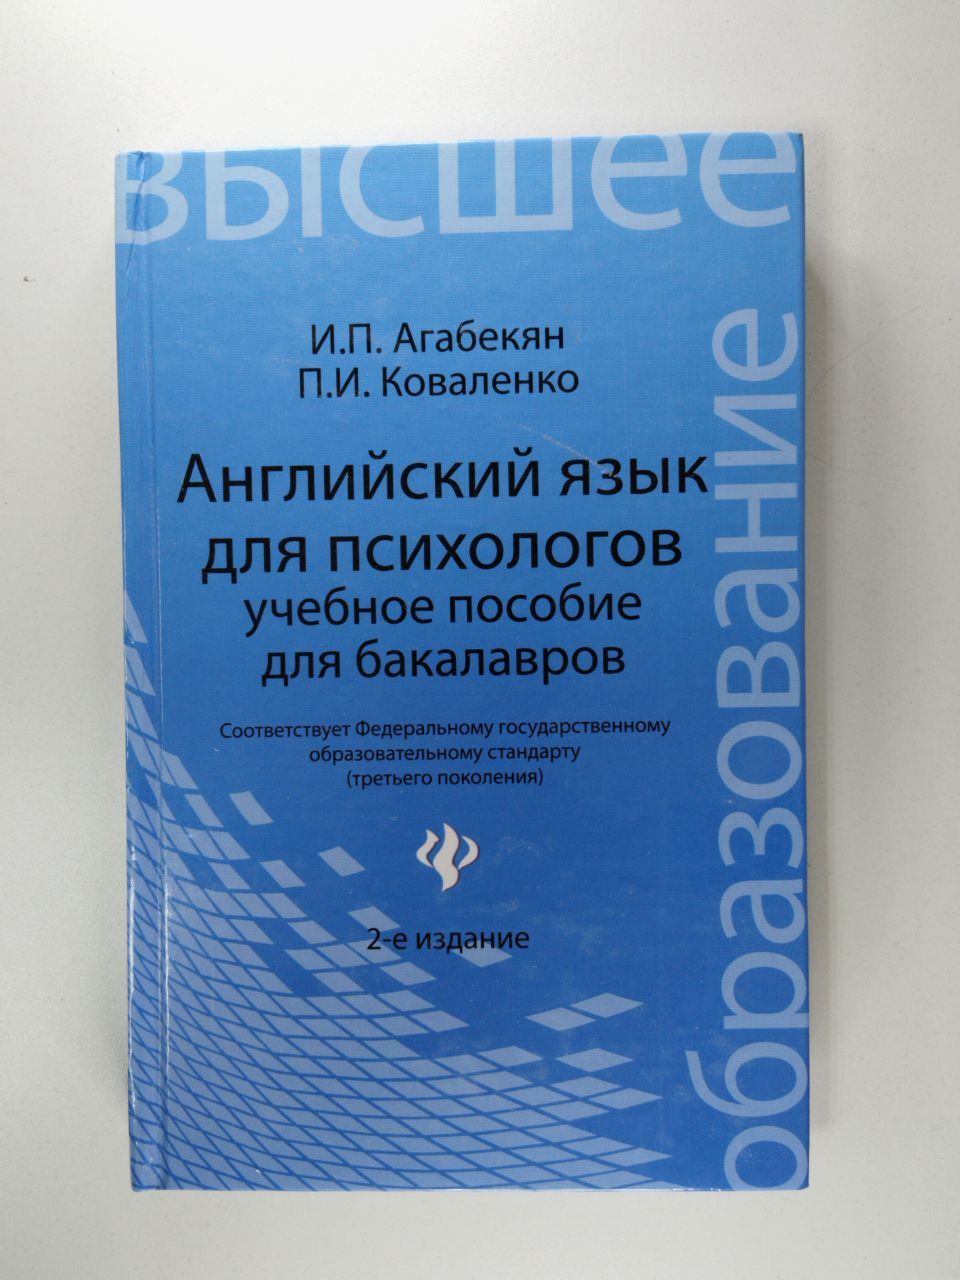 высшее
образование
И.П. Агабекян
П.И. Коваленко
Английский язык
для психологов
учебное пособие
для бакалавров
Соответствует Федеральному государственному
образовательному стандарту
(третьего поколения)
2-е издание